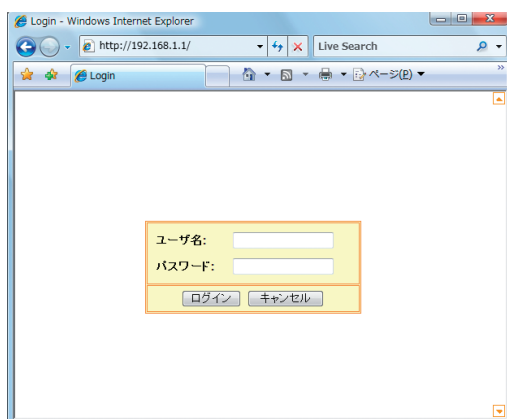 Login - Windows Internet Explorer
http://192.168.1.1/
Live Search
Login
ページ(P)
ユーザ名:
パスワード:
ログイン キャンセル